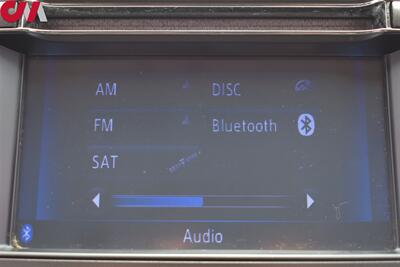 AM DISC
FM Bluetooth
SAT
Audio